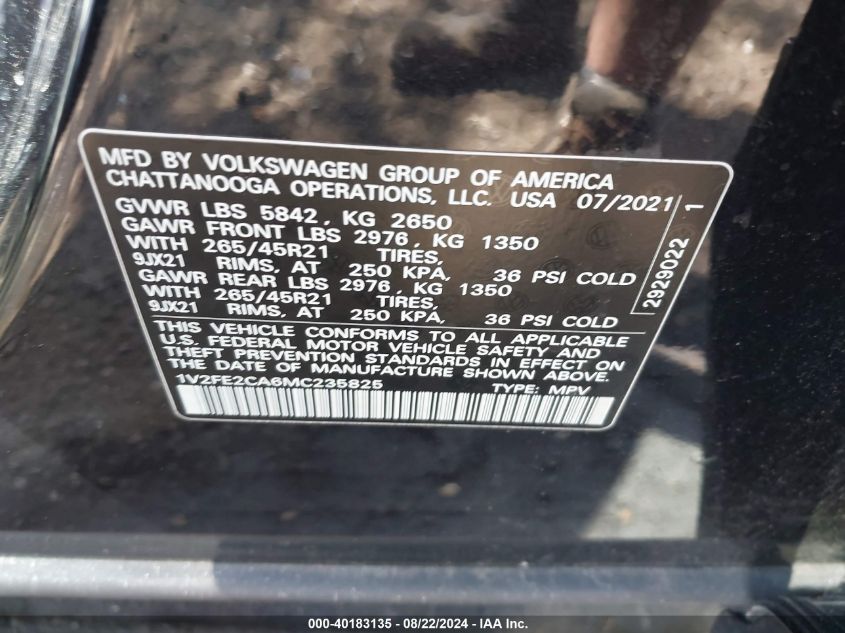 MFD BY VOLKSWAGEN GROUP OF AMERICA
CHATTANOOGA OPERATIONS, LLC. USA 07/2021
GVWR LBS 5842, KG 2650
GAWR FRONT LBS 2976, KG 1350
WITH 265/45R21 TIRES,
9JX21 RIMS, AT 250 KPA, 36 PSI COLD
GAWR REAR LBS 2976, KG 1350
WITH 265/45R21 TIRES,
9JX21 RIMS, AT 250 KPA, 36 PSI COLD
2929022 1
THIS VEHICLE CONFORMS TO ALL APPLICABLE
U.S. FEDERAL MOTOR VEHICLE SAFETY AND
THEFT PREVENTION STANDARDS IN EFFECT ON
THE DATE OF MANUFACTURE SHOWN ABOVE.
1V2FE2CA6MC235825 TYPE: MPV
000-40183135 - 08/22/2024 - IAA Inc.